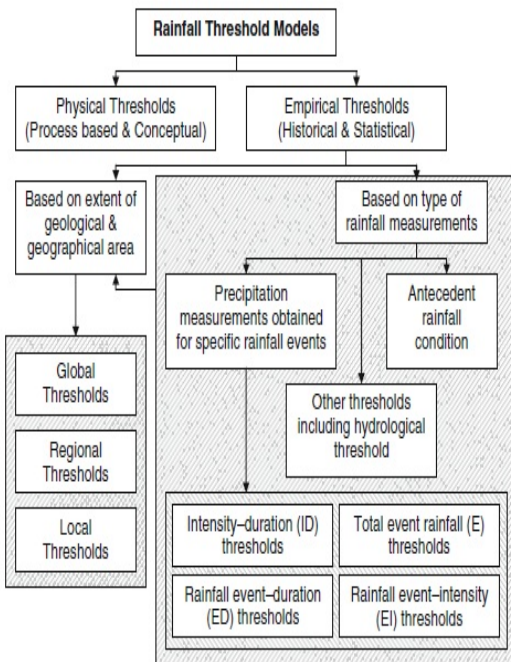 Rainfall Threshold Models
Physical Thresholds
(Process based & Conceptual)
Empirical Thresholds
(Historical & Statistical)
Based on extent of
geological &
geographical area
Based on type of
rainfall measurements
Precipitation
measurements obtained
for specific rainfall events
Antecedent
rainfall
condition
Other thresholds
including hydrological
threshold
Global
Thresholds
Regional
Thresholds
Local
Thresholds
Intensity–duration (ID)
thresholds
Total event rainfall (E)
thresholds
Rainfall event–duration
(ED) thresholds
Rainfall event–intensity
(EI) thresholds